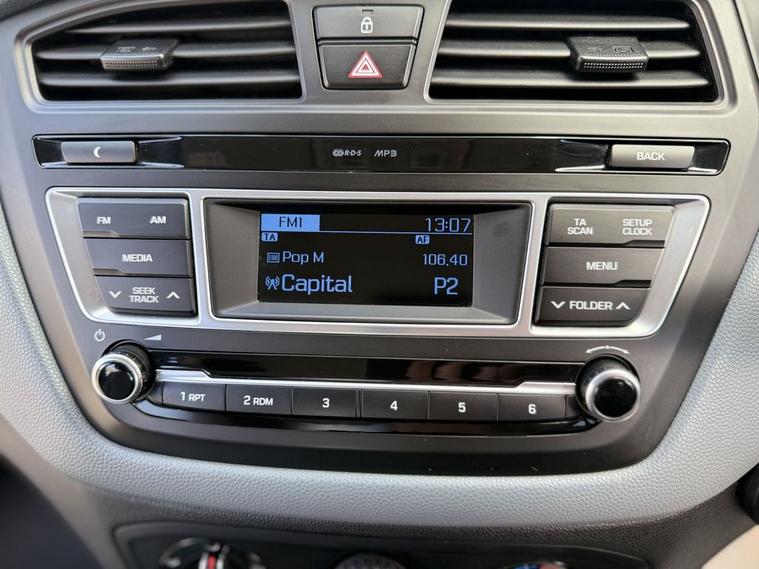 RDS MP3
BACK
FM AM
MEDIA
SEEK
TRACK
FM1 13:07
TA AF
Pop M 106.40
Capital P2
TA
SCAN
SETUP
CLOCK
MENU
FOLDER
1 RPT
2 RDM
3
4
5
6